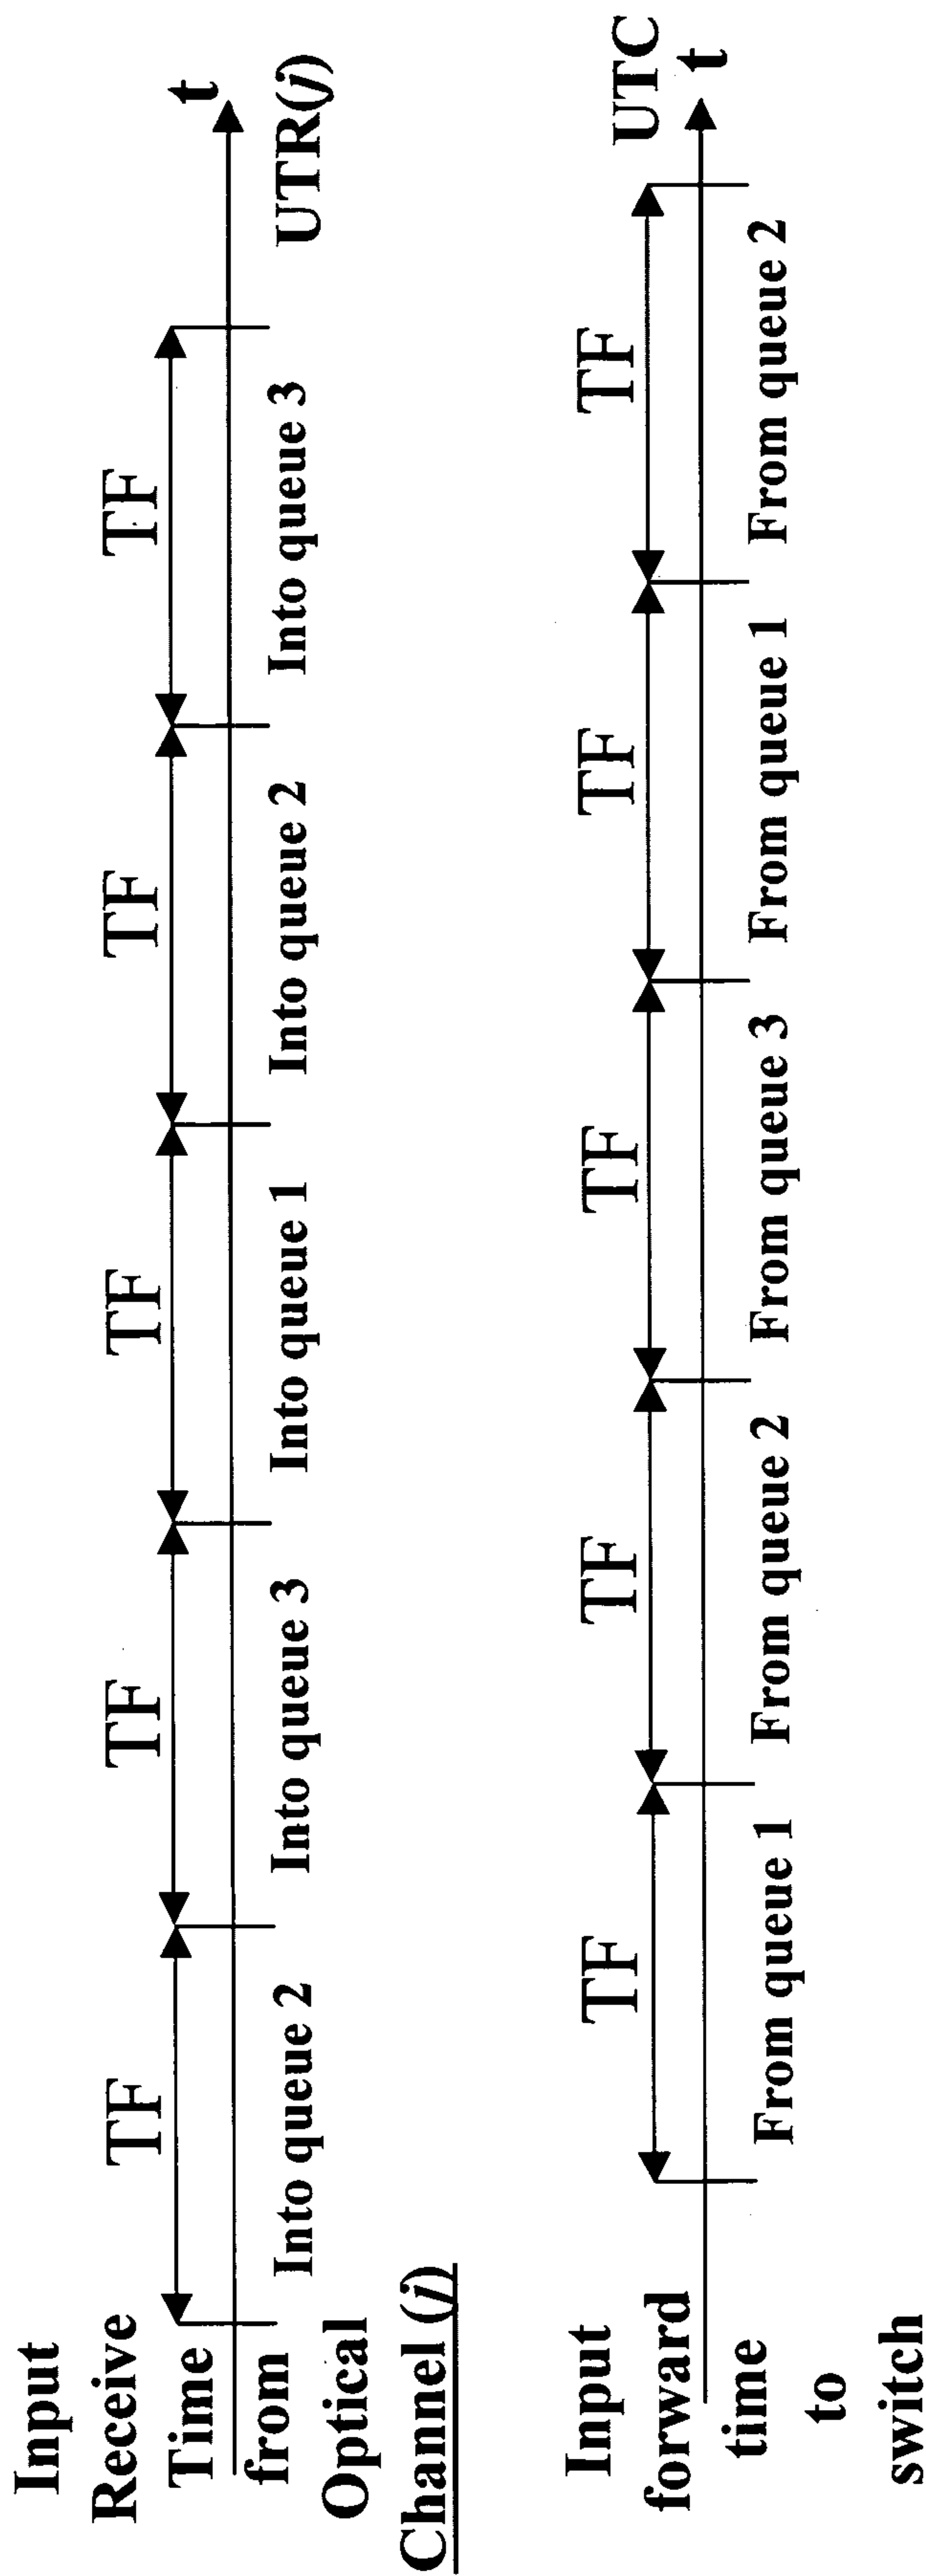 Input
Receive
Time
from
Optical
Channel (j)
TF TF TF TF TF
t
Into queue 2 Into queue 3 Into queue 1 Into queue 2 Into queue 3
UTR(j)
Input
forward
time
to
switch
TF TF TF TF TF
UTC
t
From queue 1 From queue 2 From queue 3 From queue 1 From queue 2